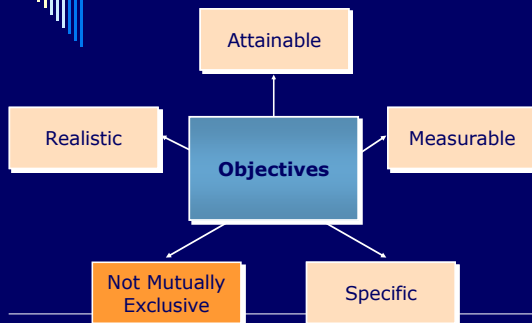 Attainable
Realistic
Measurable
Objectives
Not Mutually
Exclusive
Specific